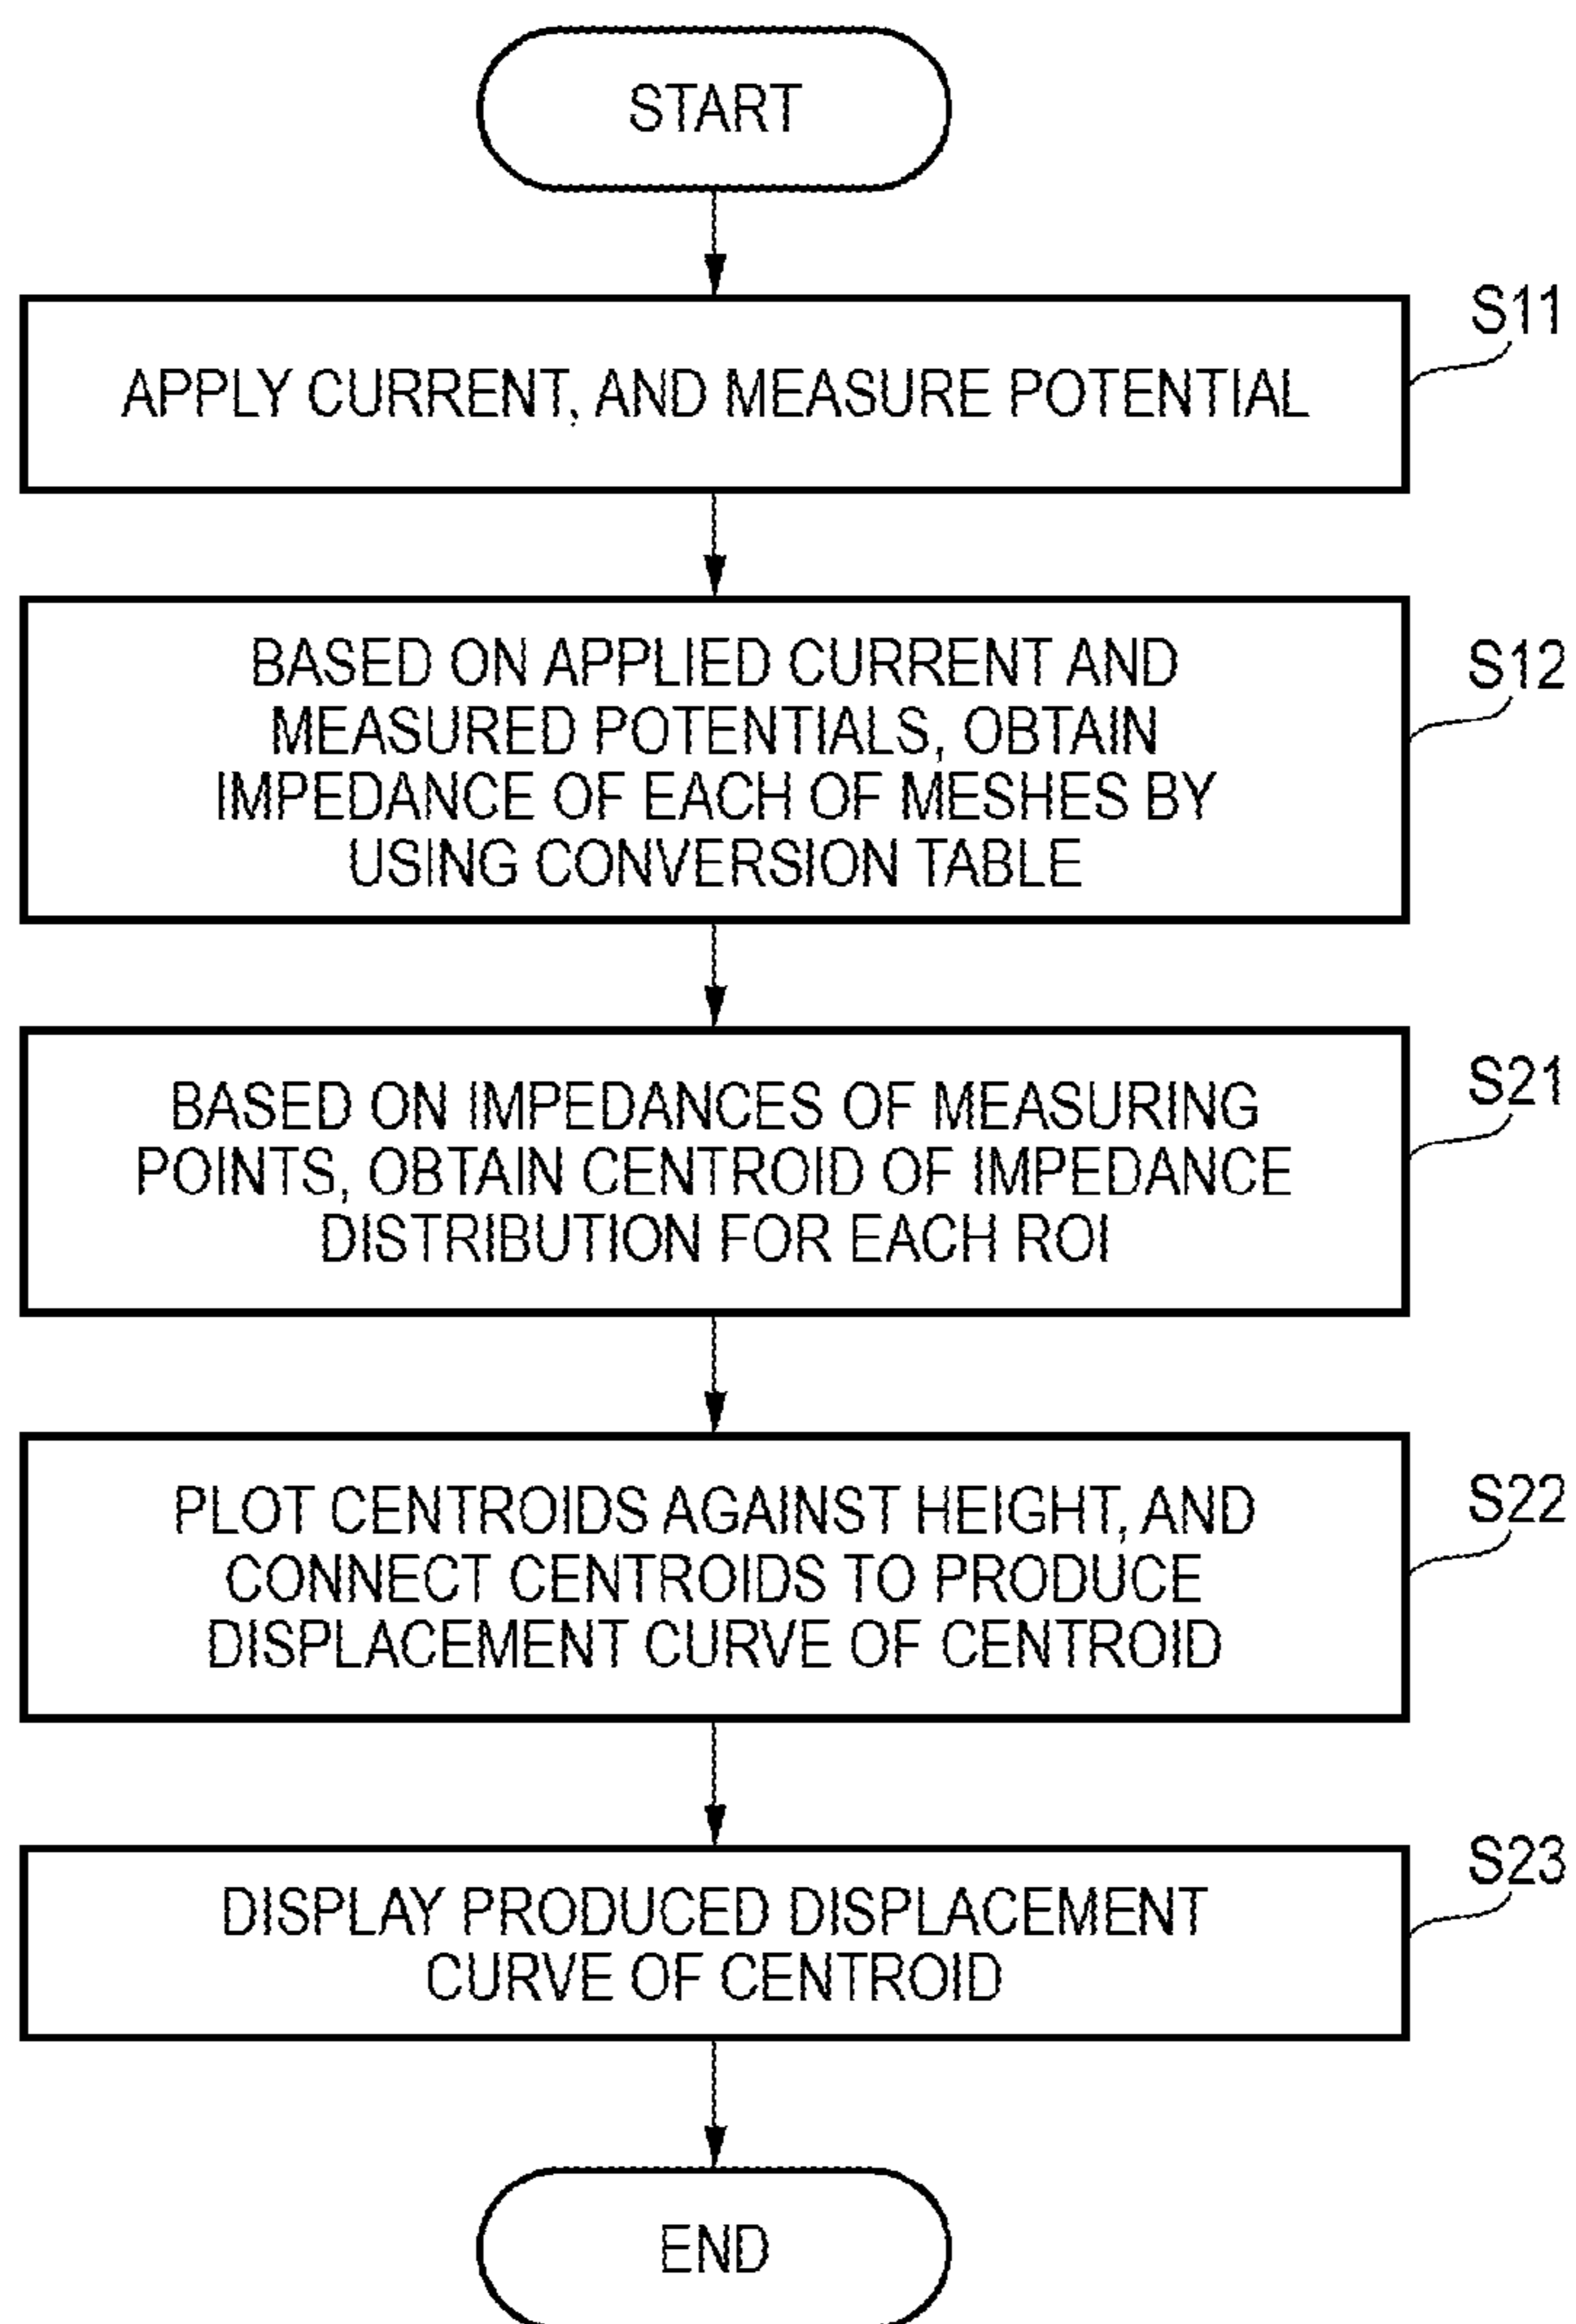 START
S11
APPLY CURRENT, AND MEASURE POTENTIAL
S12
BASED ON APPLIED CURRENT AND
MEASURED POTENTIALS, OBTAIN
IMPEDANCE OF EACH OF MESHES BY
USING CONVERSION TABLE
S21
BASED ON IMPEDANCES OF MEASURING
POINTS, OBTAIN CENTROID OF IMPEDANCE
DISTRIBUTION FOR EACH ROI
S22
PLOT CENTROIDS AGAINST HEIGHT, AND
CONNECT CENTROIDS TO PRODUCE
DISPLACEMENT CURVE OF CENTROID
S23
DISPLAY PRODUCED DISPLACEMENT
CURVE OF CENTROID
END